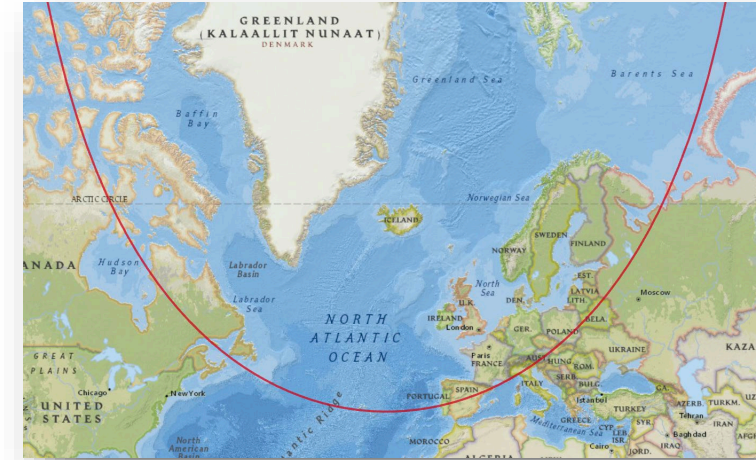 GREENLAND
(KALAALLIT NUNAAT)
DENMARK
Greenland Sea
Barents Sea
Baffin
Bay
ARCTIC CIRCLE
Norwegian Sea
ICELAND
SWEDEN
FINLAND
NORWAY
ANADA
Hudson
Bay
Labrador
Basin
Labrador
Sea
North
Sea
EST.
LATVIA
LITH.
Moscow
U.K.
DEN.
IRELAND
London
NORTH
ATLANTIC
OCEAN
GER.
POLAND
BELA.
UKRAINE
KAZA
Paris
FRANCE
AUST.
HUNG.
ROM.
GREAT
PLAINS
Chicago
New York
UNITED
STATES
PORTUGAL
SPAIN
ITALY
SERB.
BULG.
GA.
Istanbul
GREECE
TURKEY
AZERB.
TURKM.
UZ
Tehran
Mediterranean Sea
CYP.
SYR.
LEB.
ISR.
Baghdad
IRAN
AFG
North
American
Basin
antic Ridge
MOROCCO
ALGERIA
Cairo
JORD.
IRAQ